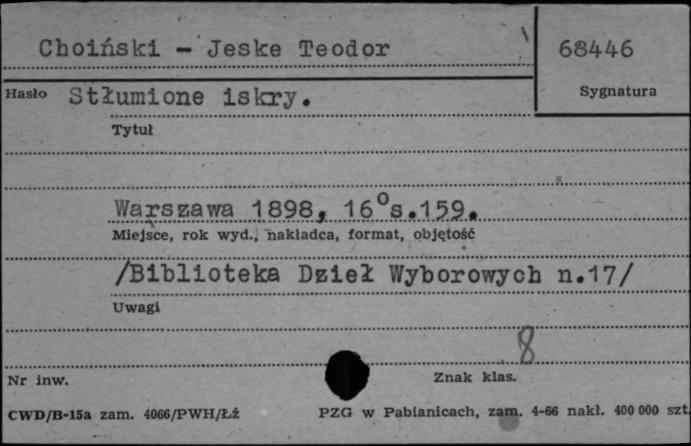 Choiński - Jeske Teodor
68446
Hasło Stłumione iskry.
Sygnatura
Tytuł
Warszawa 1898, 16°s.159.
Miejsce, rok wyd., nakładca, format, objętość
/Biblioteka Dzieł Wyborowych n.17/
Uwagi
8
Nr inw.
Znak klas.
CWD/B-15a zam. 4066/PWH/Łź
PZG w Pabianicach, zam. 4-66 nakł. 400 000 szt.